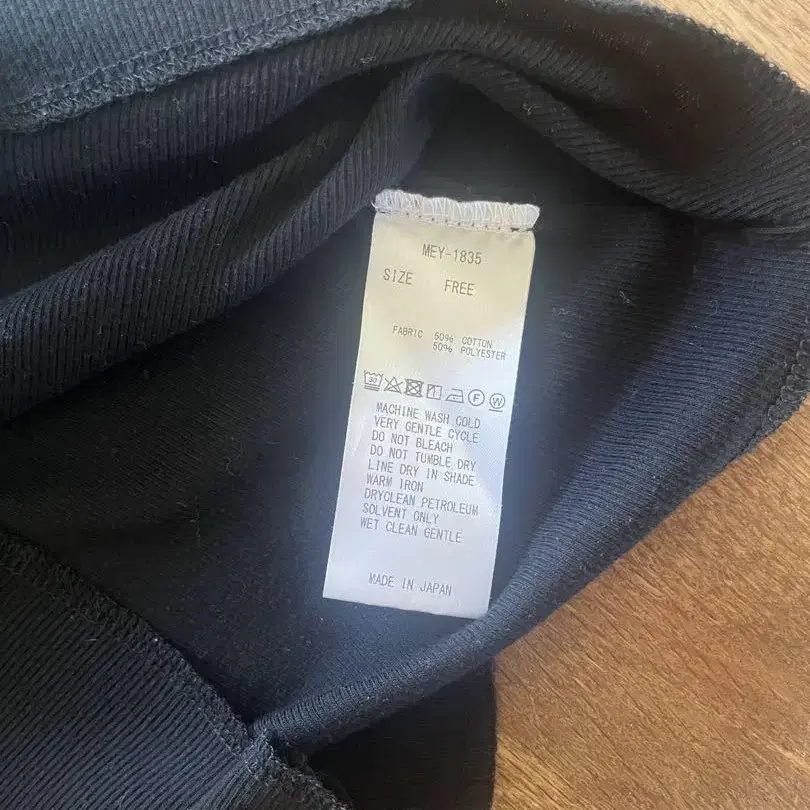 MEY-1835
SIZE FREE
FABRIC 50% COTTON
50% POLYESTER
30 F W
MACHINE WASH COLD
VERY GENTLE CYCLE
DO NOT BLEACH
DO NOT TUMBLE DRY
LINE DRY IN SHADE
WARM IRON
DRYCLEAN PETROLEUM
SOLVENT ONLY
WET CLEAN GENTLE
MADE IN JAPAN